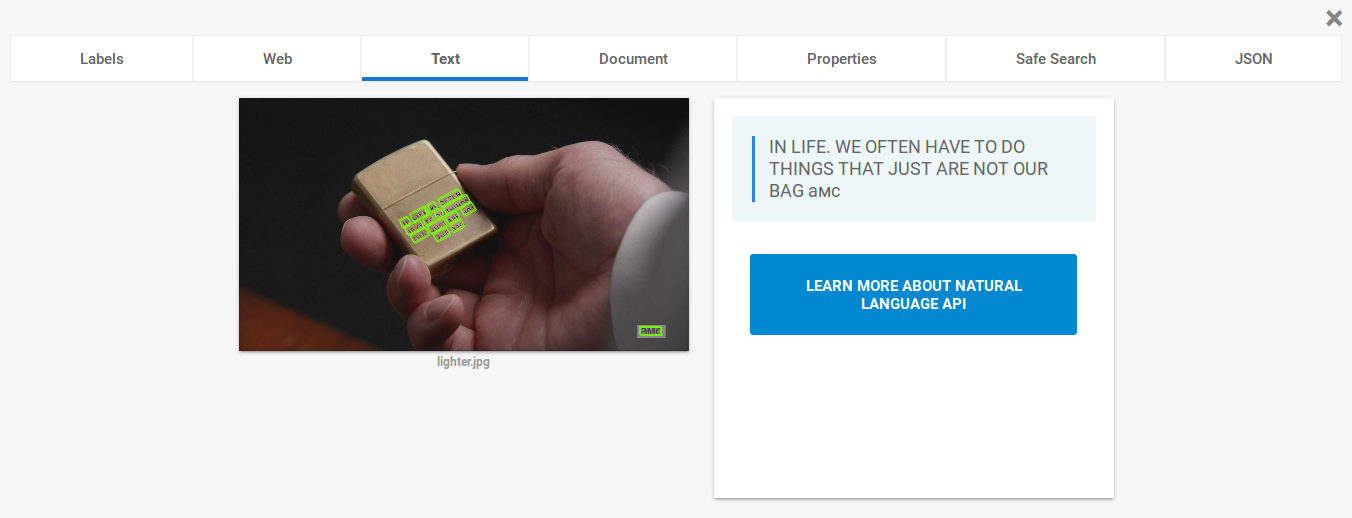 Labels
Web
Text
Document
Properties
Safe Search
JSON
IN LIFE. WE OFTEN HAVE TO DO
THINGS THAT JUST ARE NOT OUR
BAG aмc
LEARN MORE ABOUT NATURAL
LANGUAGE API
amc
lighter.jpg